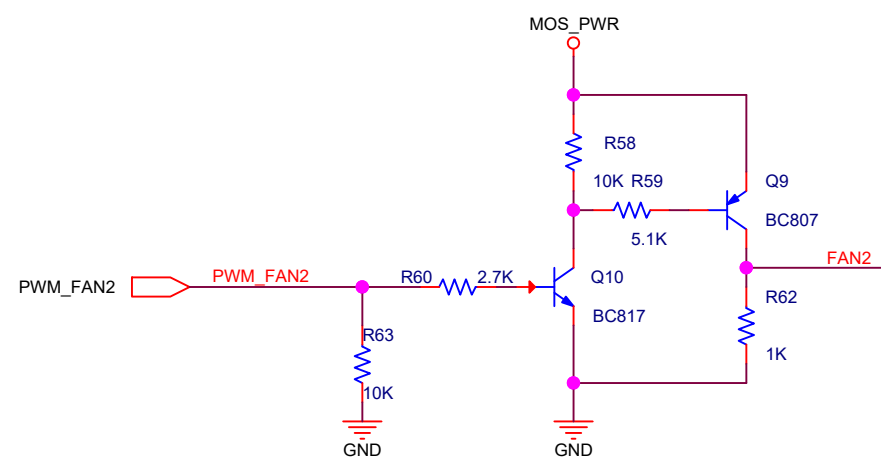 MOS_PWR
R58
10K R59
Q9
BC807
5.1K
FAN2
PWM_FAN2
PWM_FAN2
R60
2.7K
Q10
R62
BC817
R63
1K
10K
GND
GND